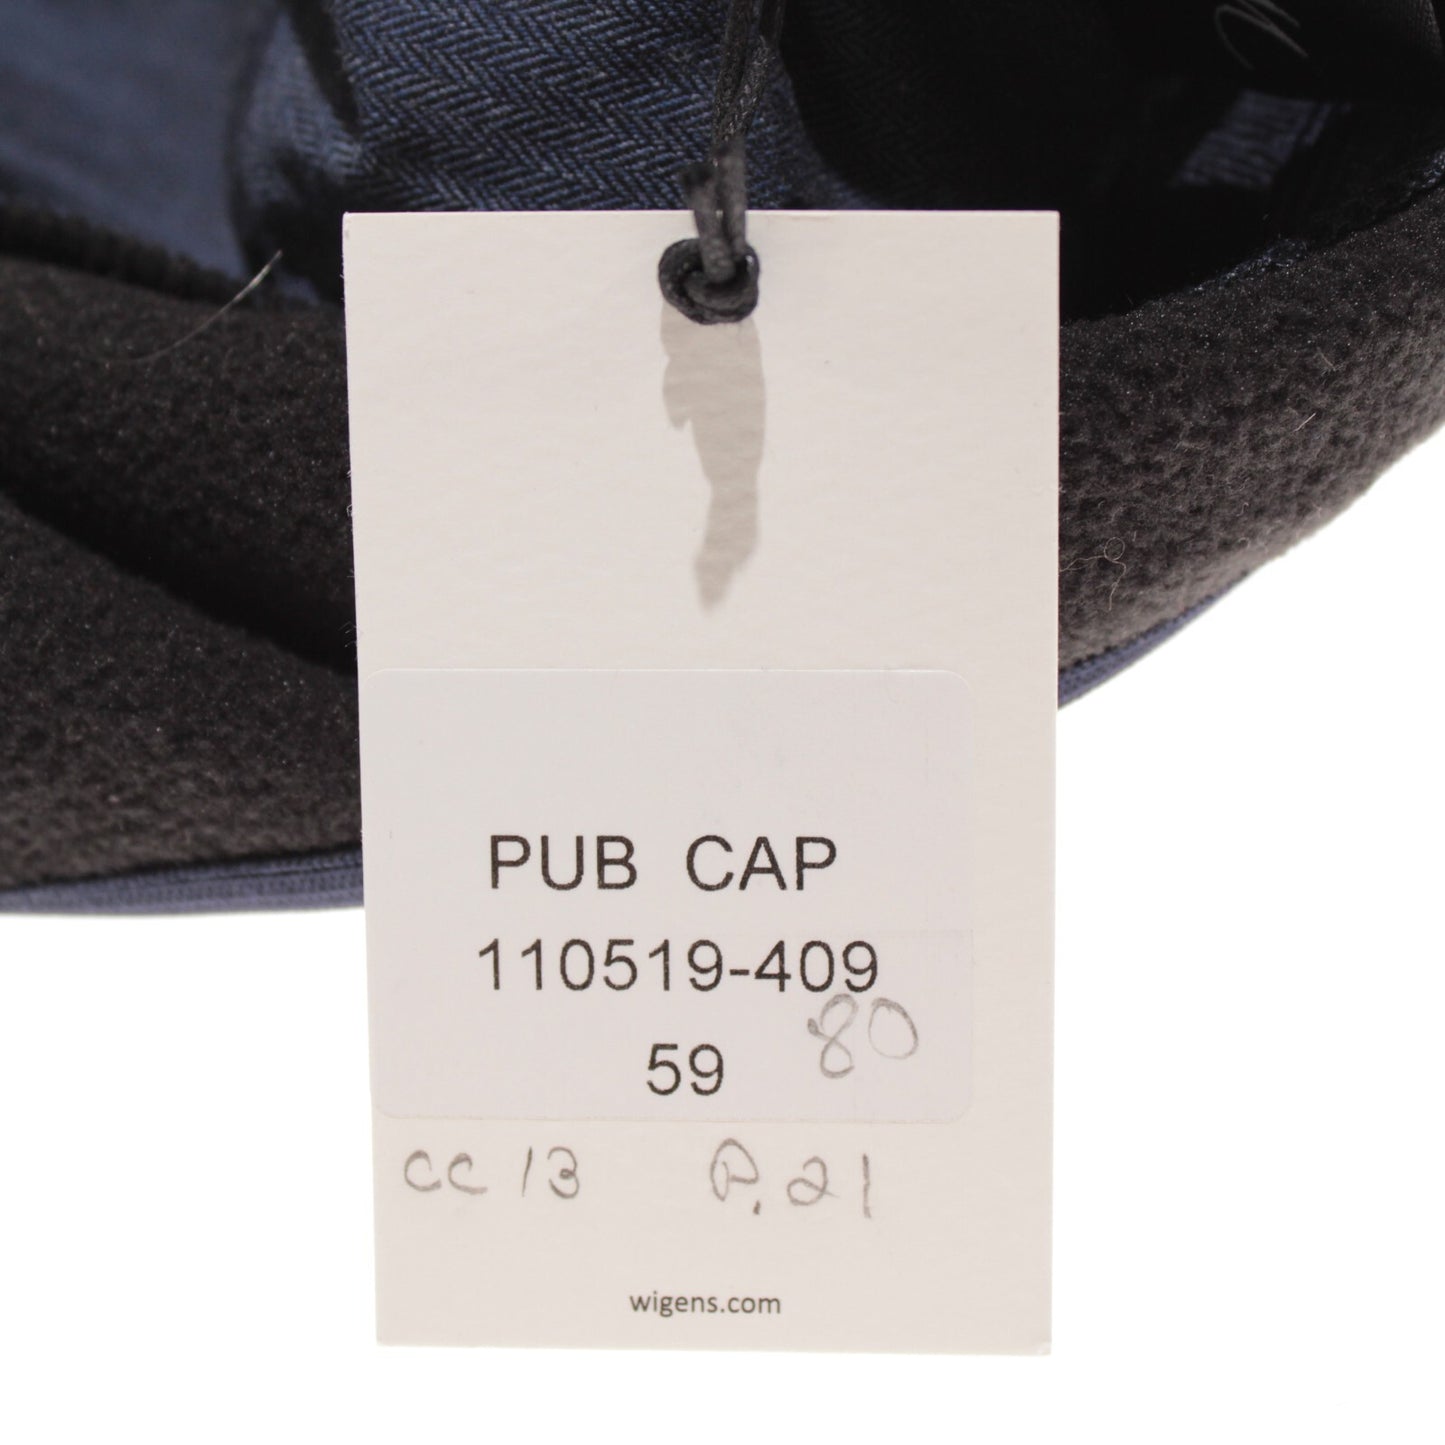 PUB CAP
110519-409
80
59
cc 13 P. 21
wigens.com